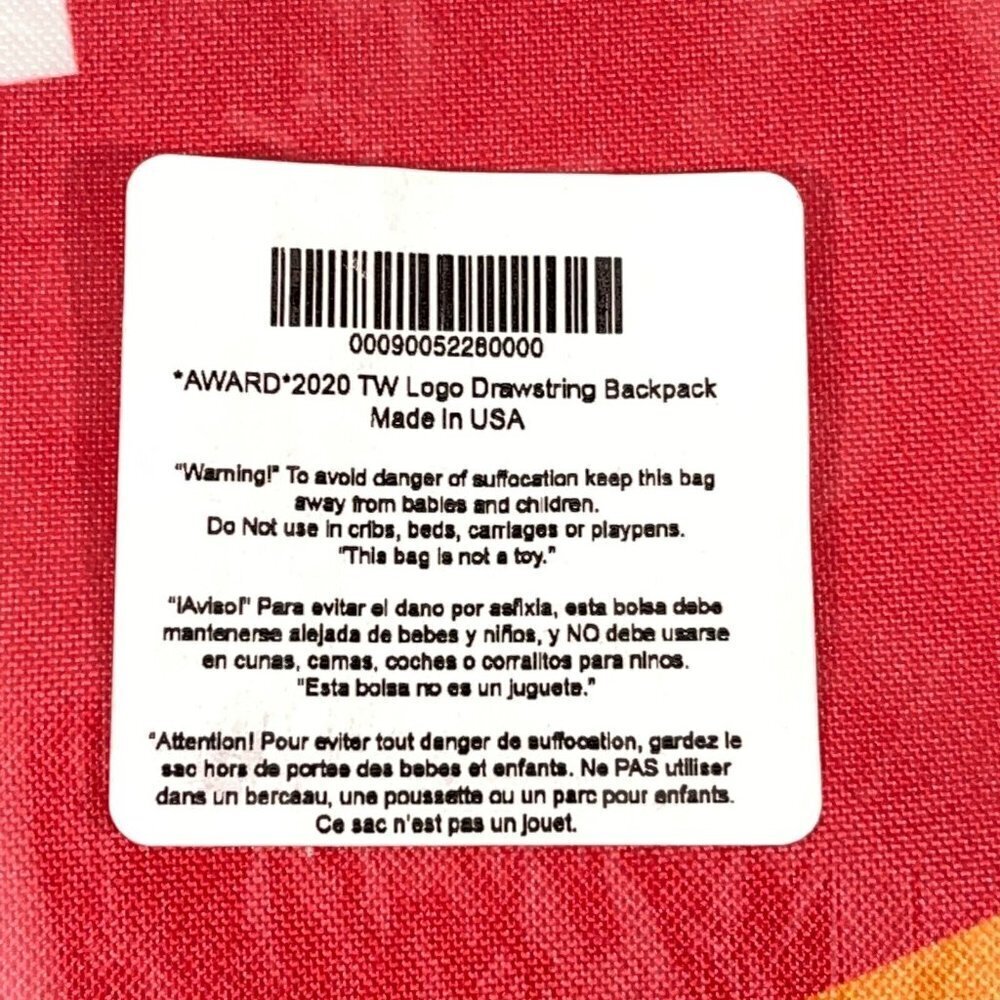 00090052280000
*AWARD*2020 TW Logo Drawstring Backpack
Made In USA
"Warning!" To avoid danger of suffocation keep this bag
away from babies and children.
Do Not use in cribs, beds, carriages or playpens.
"This bag is not a toy."
"¡Aviso!" Para evitar el dano por asfixia, esta bolsa debe
mantenerse alejada de bebes y niños, y NO debe usarse
en cunas, camas, coches o corralitos para ninos.
"Esta bolsa no es un juguete."
"Attention! Pour eviter tout danger de suffocation, gardez le
sac hors de portee des bebes et enfants. Ne PAS utiliser
dans un berceau, une poussette ou un parc pour enfants.
Ce sac n'est pas un jouet.